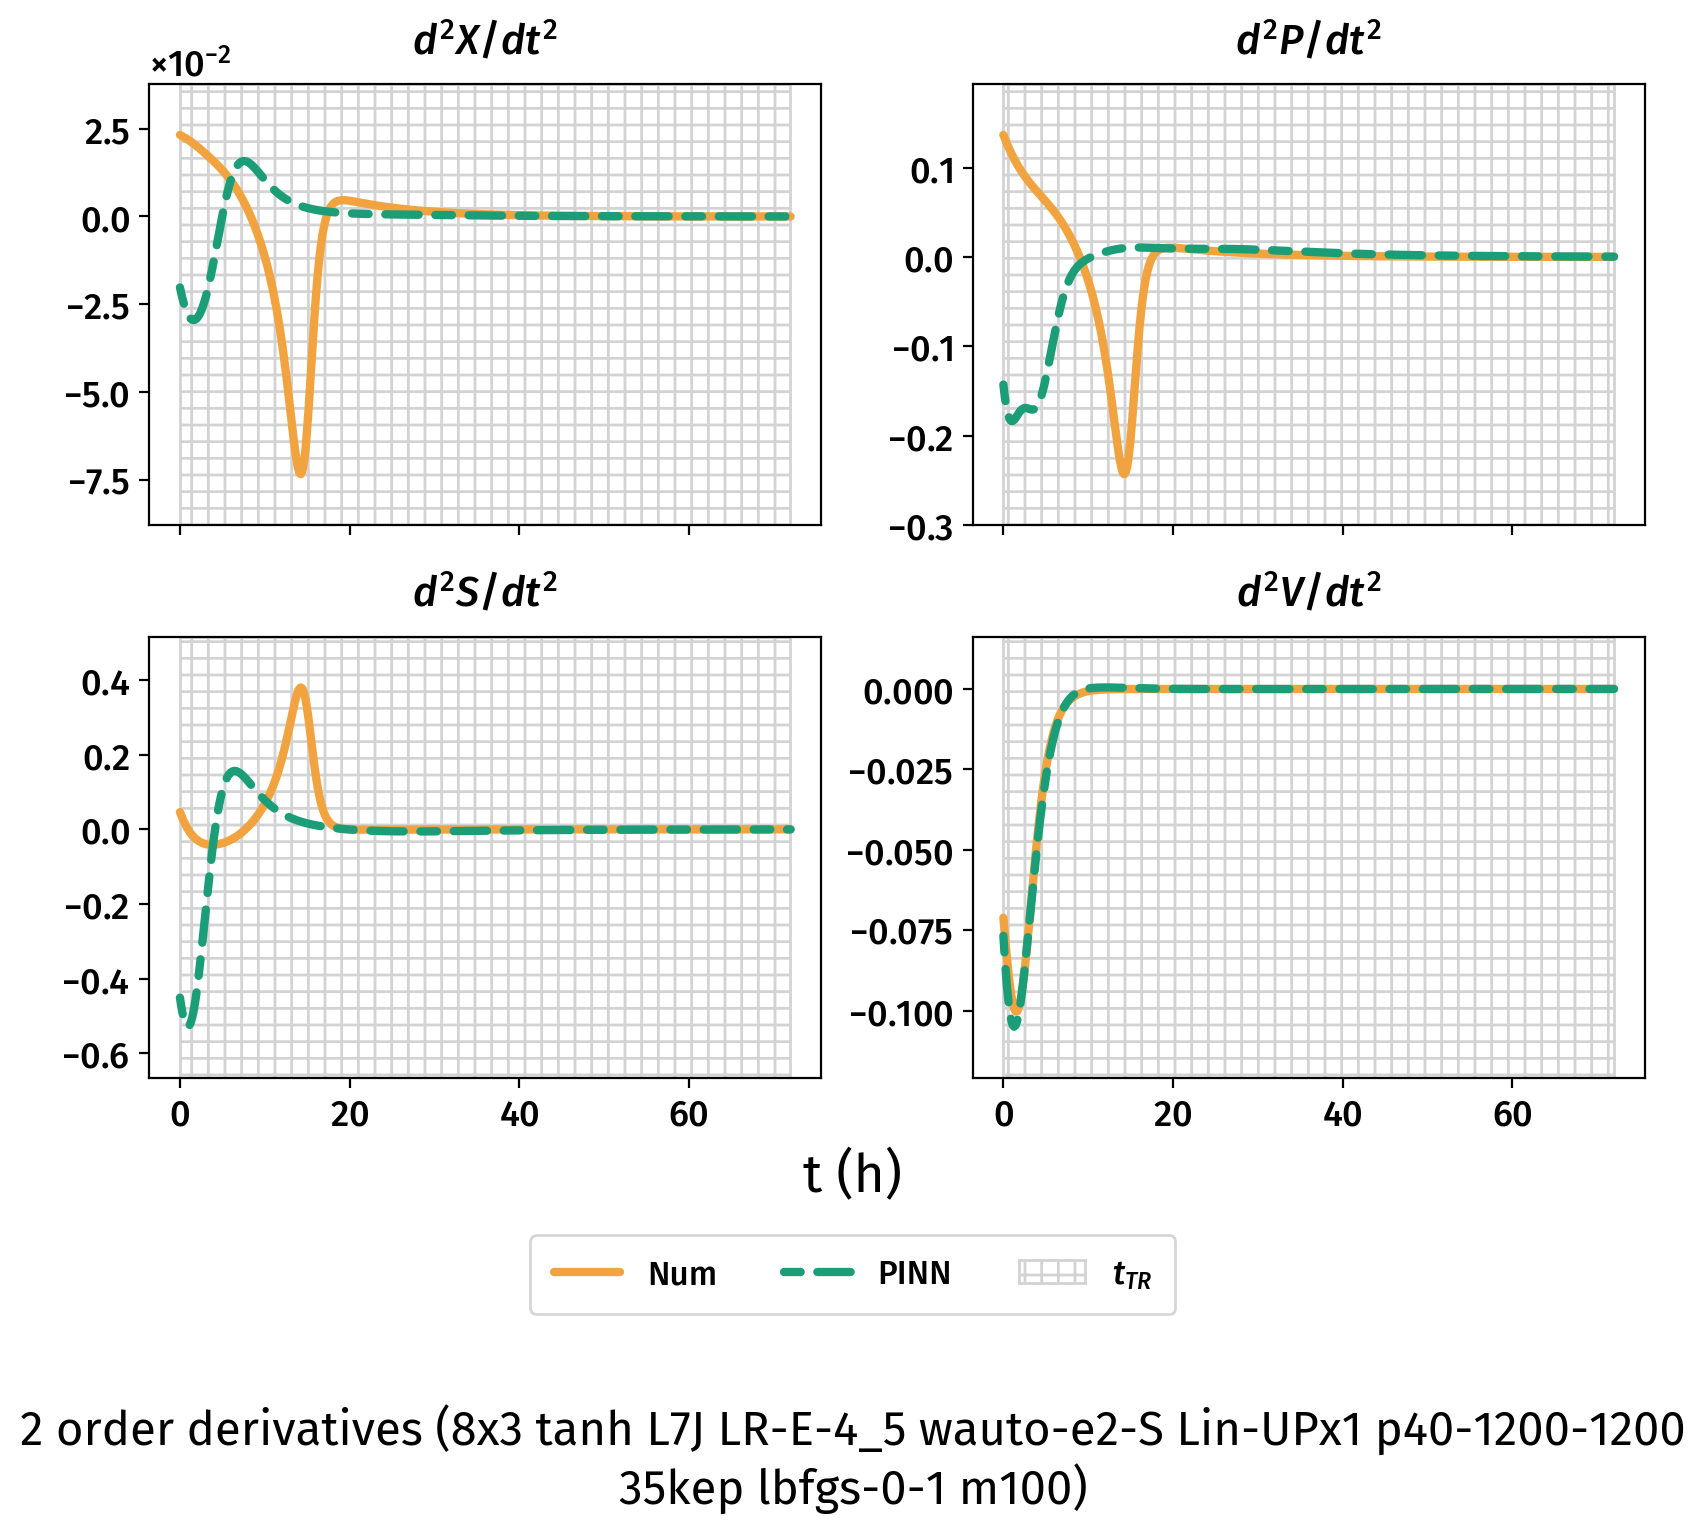 d²X/dt²
d²P/dt²
×10⁻²
2.5
0.0
−2.5
−5.0
−7.5
0.1
0.0
−0.1
−0.2
−0.3
d²S/dt²
d²V/dt²
0.4
0.2
0.0
−0.2
−0.4
−0.6
0.000
−0.025
−0.050
−0.075
−0.100
0 20 40 60
0 20 40 60
t (h)
Num PINN t_TR
2 order derivatives (8x3 tanh L7J LR-E-4_5 wauto-e2-S Lin-UPx1 p40-1200-1200
35kep lbfgs-0-1 m100)